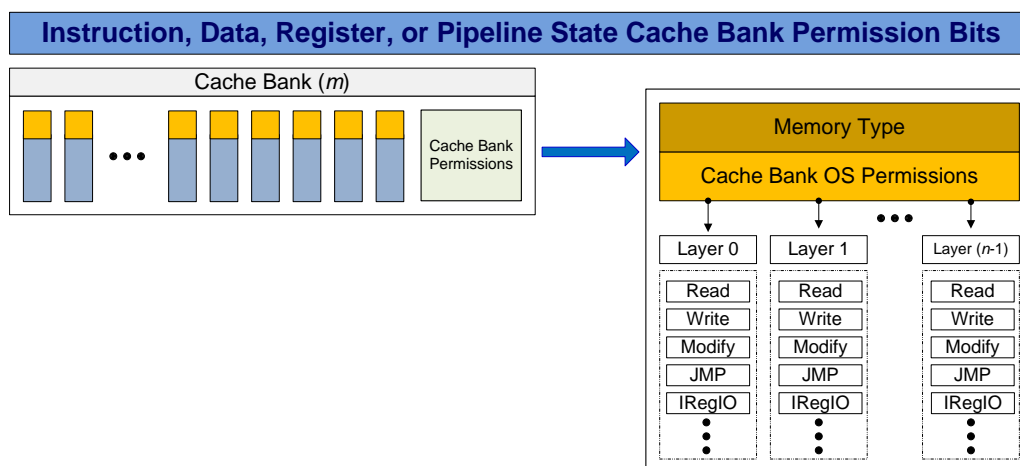 Instruction, Data, Register, or Pipeline State Cache Bank Permission Bits
Cache Bank (m)
Cache Bank
Permissions
Memory Type
Cache Bank OS Permissions
Layer 0
Layer 1
Layer (n-1)
Read
Read
Read
Write
Write
Write
Modify
Modify
Modify
JMP
JMP
JMP
IRegIO
IRegIO
IRegIO